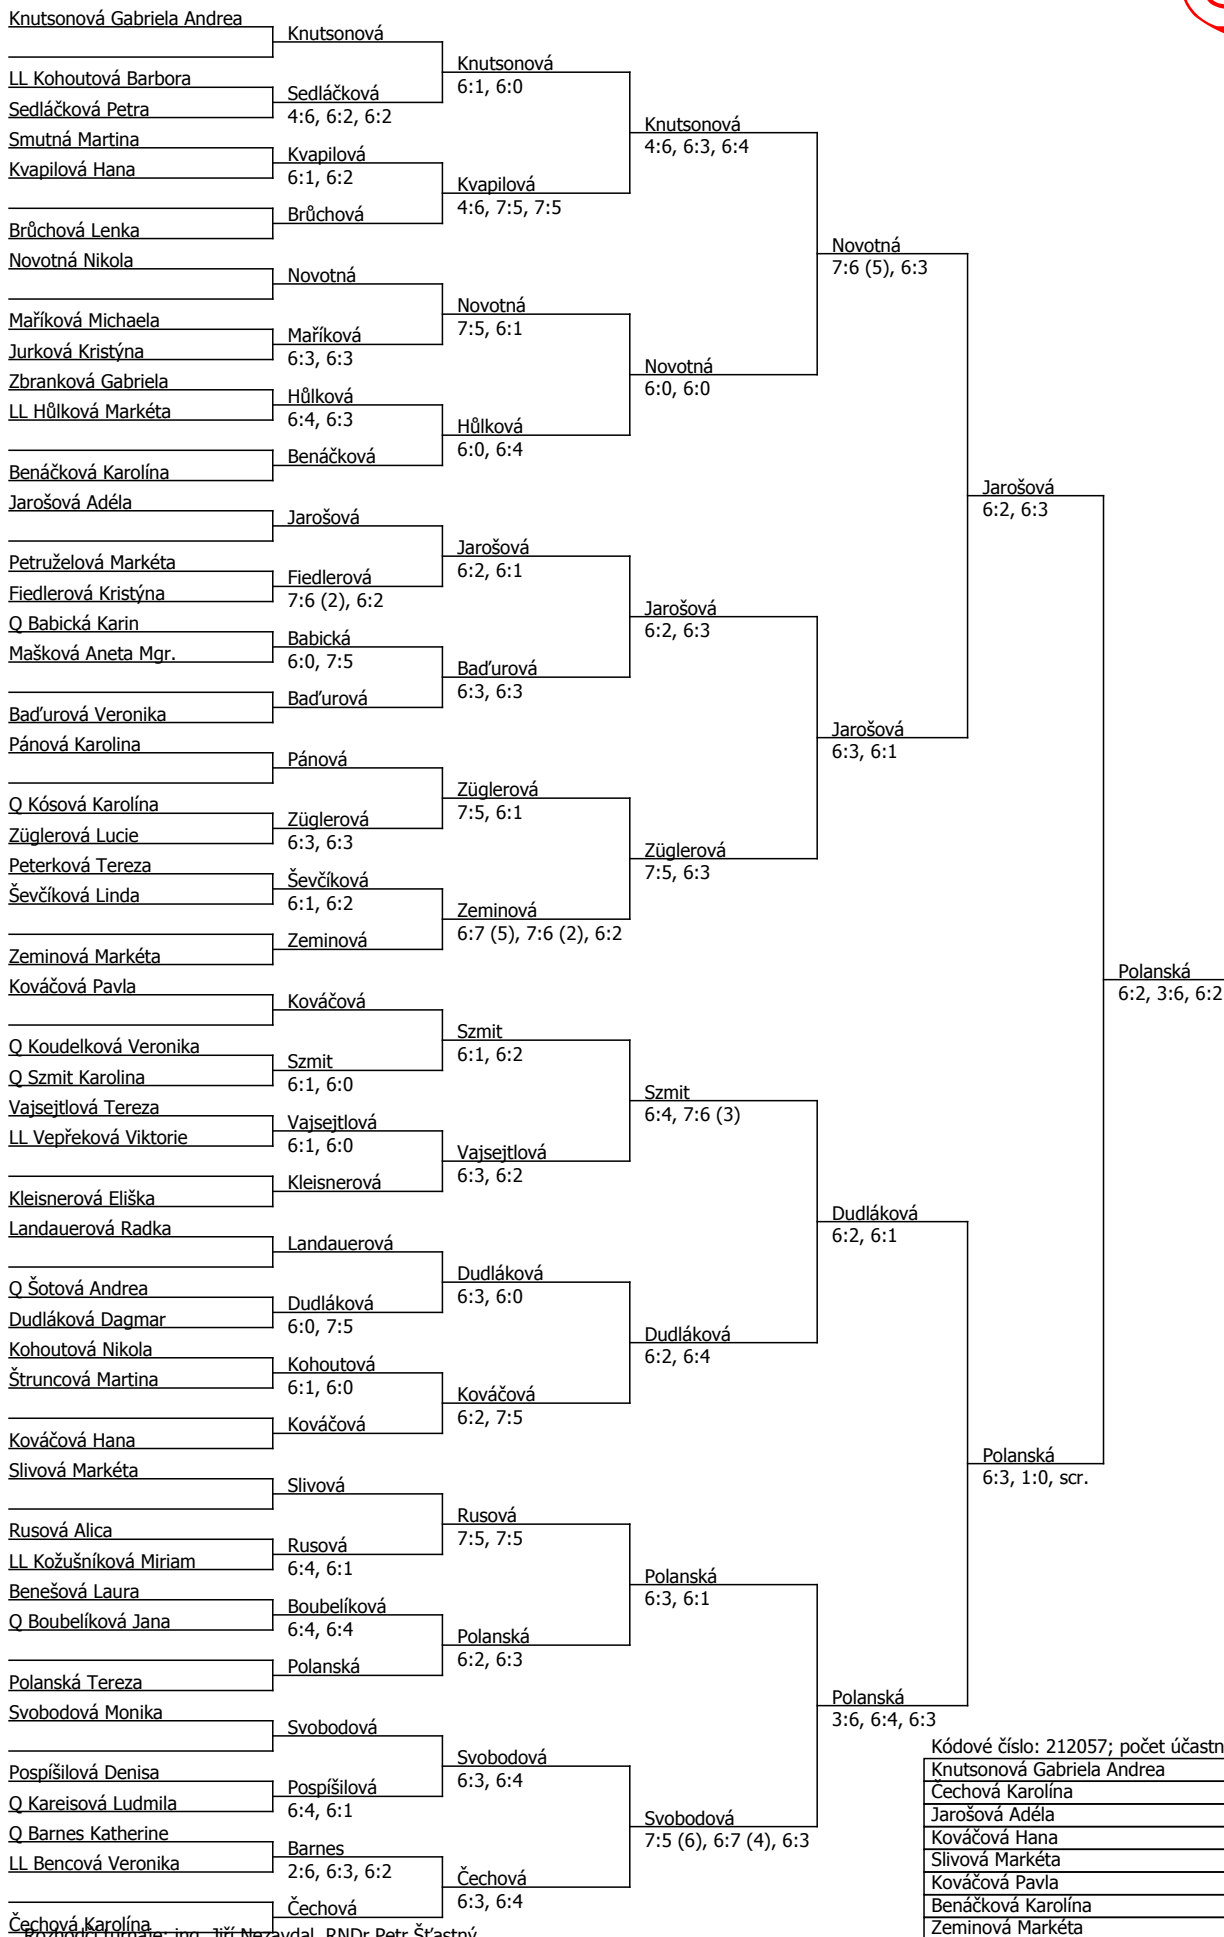 Knutsonová Gabriela Andrea
LL Kohoutová Barbora
Sedláčková Petra
Smutná Martina
Kvapilová Hana
Brůchová Lenka
Novotná Nikola
Maříková Michaela
Jurková Kristýna
Zbranková Gabriela
LL Hůlková Markéta
Benáčková Karolína
Jarošová Adéla
Petruželová Markéta
Fiedlerová Kristýna
Q Babická Karin
Mašková Aneta Mgr.
Baďurová Veronika
Pánová Karolina
Q Kósová Karolína
Züglerová Lucie
Peterková Tereza
Ševčíková Linda
Zeminová Markéta
Kováčová Pavla
Q Koudelková Veronika
Q Szmit Karolina
Vajsejtlová Tereza
LL Vepřeková Viktorie
Kleisnerová Eliška
Landauerová Radka
Q Šotová Andrea
Dudláková Dagmar
Kohoutová Nikola
Štruncová Martina
Kováčová Hana
Slivová Markéta
Rusová Alica
LL Kožušníková Miriam
Benešová Laura
Q Boubelíková Jana
Polanská Tereza
Svobodová Monika
Pospíšilová Denisa
Q Kareisová Ludmila
Q Barnes Katherine
LL Bencová Veronika
Čechová Karolína
Knutsonová
Sedláčková
4:6, 6:2, 6:2
Kvapilová
6:1, 6:2
Brůchová
Novotná
Maříková
6:3, 6:3
Hůlková
6:4, 6:3
Benáčková
Jarošová
Fiedlerová
7:6 (2), 6:2
Babická
6:0, 7:5
Baďurová
Pánová
Züglerová
6:3, 6:3
Ševčíková
6:1, 6:2
Zeminová
Kováčová
Szmit
6:1, 6:0
Vajsejtlová
6:1, 6:0
Kleisnerová
Landauerová
Dudláková
6:0, 7:5
Kohoutová
6:1, 6:0
Kováčová
Slivová
Rusová
6:4, 6:1
Boubelíková
6:4, 6:4
Polanská
Svobodová
Pospíšilová
6:4, 6:1
Barnes
2:6, 6:3, 6:2
Čechová
Knutsonová
6:1, 6:0
Kvapilová
4:6, 7:5, 7:5
Novotná
7:5, 6:1
Hůlková
6:0, 6:4
Jarošová
6:2, 6:1
Baďurová
6:3, 6:3
Züglerová
7:5, 6:1
Zeminová
6:7 (5), 7:6 (2), 6:2
Szmit
6:1, 6:2
Vajsejtlová
6:3, 6:2
Dudláková
6:3, 6:0
Kováčová
6:2, 7:5
Rusová
7:5, 7:5
Polanská
6:2, 6:3
Svobodová
6:3, 6:4
Čechová
6:3, 6:4
Knutsonová
4:6, 6:3, 6:4
Novotná
6:0, 6:0
Jarošová
6:2, 6:3
Züglerová
7:5, 6:3
Szmit
6:4, 7:6 (3)
Dudláková
6:2, 6:4
Polanská
6:3, 6:1
Svobodová
7:5 (6), 6:7 (4), 6:3
Novotná
7:6 (5), 6:3
Jarošová
6:3, 6:1
Dudláková
6:2, 6:1
Polanská
3:6, 6:4, 6:3
Jarošová
6:2, 6:3
Polanská
6:3, 1:0, scr.
Polanská
6:2, 3:6, 6:2
Kódové číslo: 212057; počet účastn
Knutsonová Gabriela Andrea
Čechová Karolína
Jarošová Adéla
Kováčová Hana
Slivová Markéta
Kováčová Pavla
Benáčková Karolína
Zeminová Markéta
Rozhodčí turnaje: ing. Jiří Nezavdal, RNDr Petr Šťastný